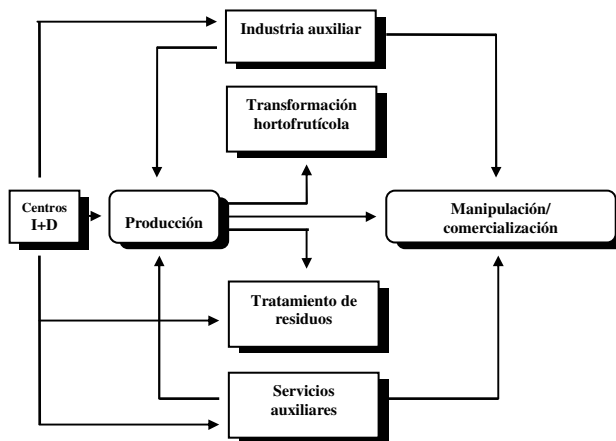 Industria auxiliar
Transformación
hortofrutícola
Centros
I+D
Producción
Manipulación/
comercialización
Tratamiento de
residuos
Servicios
auxiliares